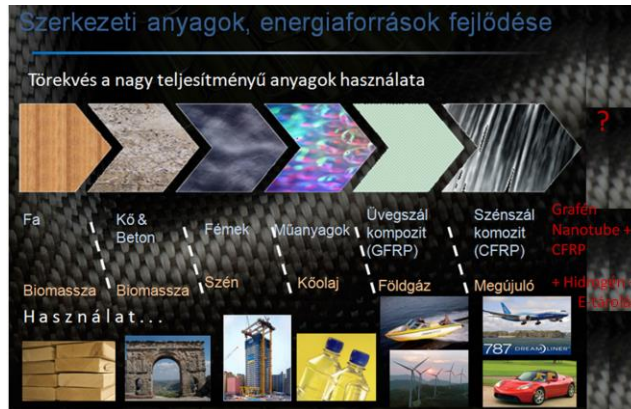 Szerkezeti anyagok, energiaforrások fejlődése
Törekvés a nagy teljesítményű anyagok használata
?
Fa
Kő &
Beton
Fémek
Műanyagok
Üvegszál
kompozit
(GFRP)
Szénszál
komozit
(CFRP)
Grafén
Nanotube +
CFRP
Biomassza
Biomassza
Szén
Kőolaj
Földgáz
Megújuló
+ Hidrogén
E-tárolá
Használat...
787 DREAMLINER